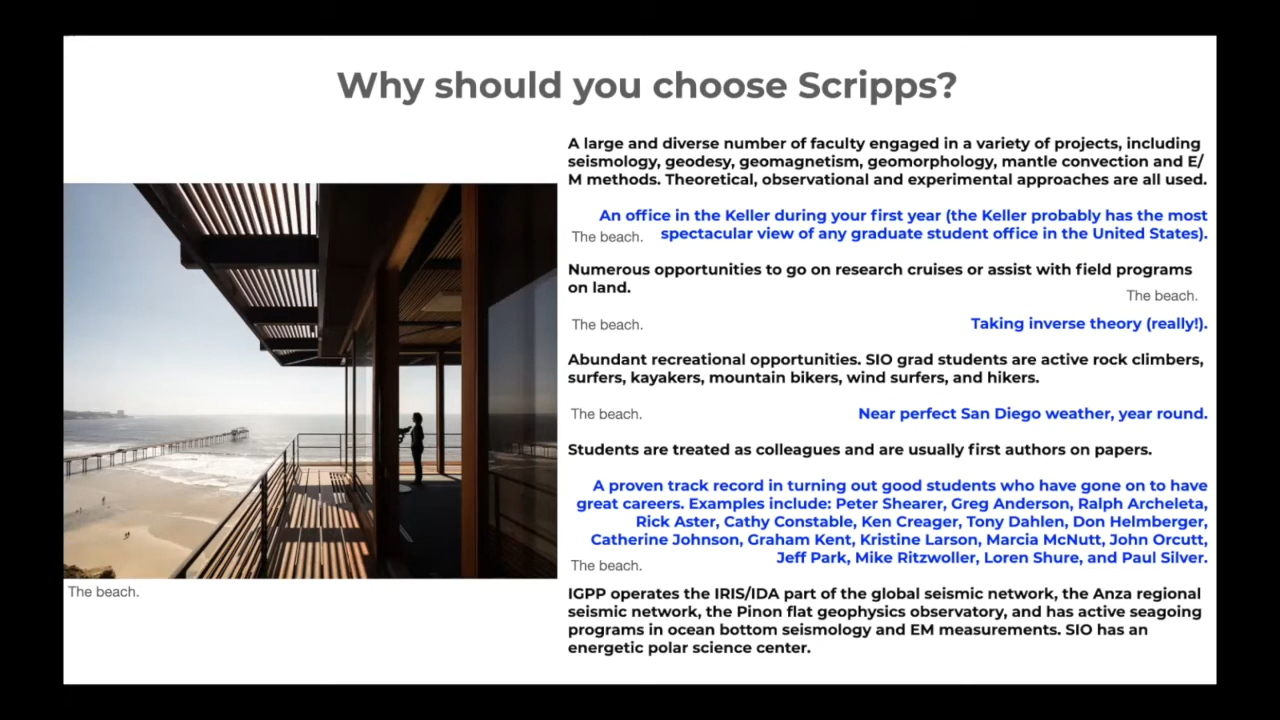 Why should you choose Scripps?
A large and diverse number of faculty engaged in a variety of projects, including
seismology, geodesy, geomagnetism, geomorphology, mantle convection and E/
M methods. Theoretical, observational and experimental approaches are all used.
An office in the Keller during your first year (the Keller probably has the most
The beach.
spectacular view of any graduate student office in the United States).
Numerous opportunities to go on research cruises or assist with field programs
on land.
The beach.
The beach.
Taking inverse theory (really!).
Abundant recreational opportunities. SIO grad students are active rock climbers,
surfers, kayakers, mountain bikers, wind surfers, and hikers.
The beach.
Near perfect San Diego weather, year round.
Students are treated as colleagues and are usually first authors on papers.
A proven track record in turning out good students who have gone on to have
great careers. Examples include: Peter Shearer, Greg Anderson, Ralph Archeleta,
Rick Aster, Cathy Constable, Ken Creager, Tony Dahlen, Don Helmberger,
Catherine Johnson, Graham Kent, Kristine Larson, Marcia McNutt, John Orcutt,
Jeff Park, Mike Ritzwoller, Loren Shure, and Paul Silver.
The beach.
The beach.
IGPP operates the IRIS/IDA part of the global seismic network, the Anza regional
seismic network, the Pinon flat geophysics observatory, and has active seagoing
programs in ocean bottom seismology and EM measurements. SIO has an
energetic polar science center.